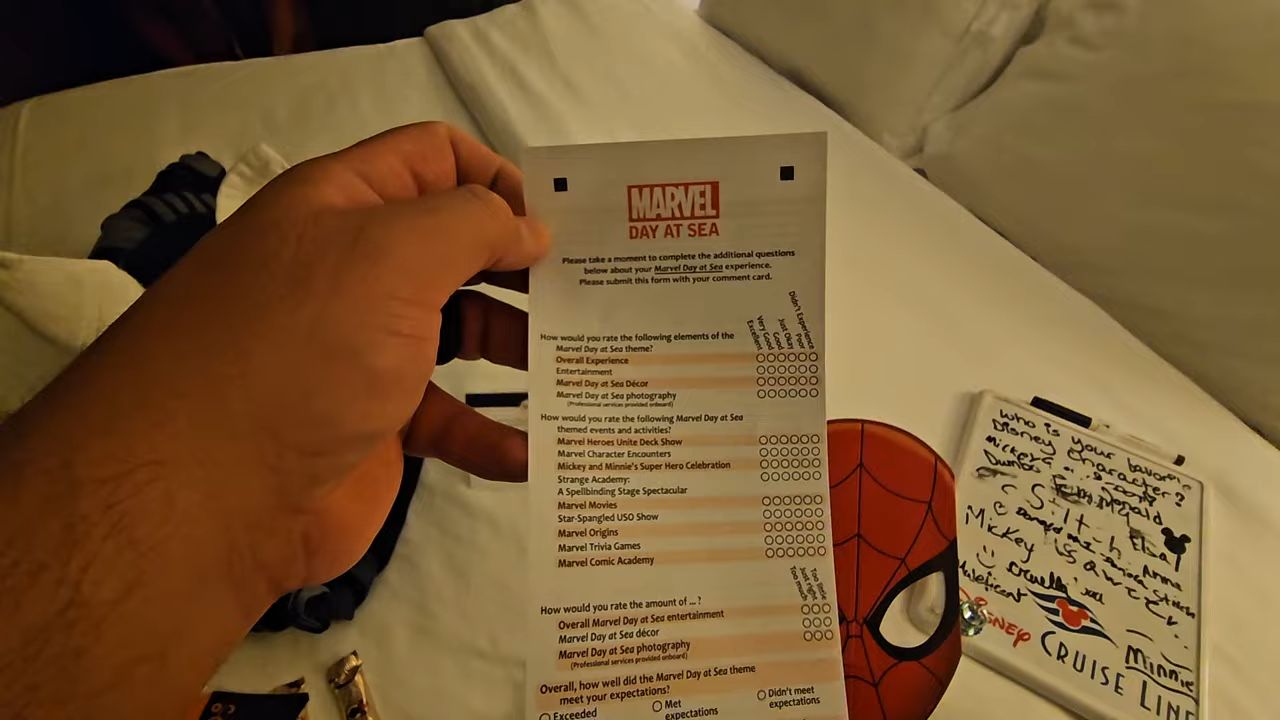 MARVEL
DAY AT SEA
Please take a moment to complete the additional questions
below about your Marvel Day at Sea experience.
Please submit this form with your comment card.
Excellent
Very Good
Good
Just Okay
Poor
Didn't Experience
How would you rate the following elements of the
Marvel Day at Sea theme?
Overall Experience
Entertainment
Marvel Day at Sea Décor
Marvel Day at Sea photography
(Professional services provided onboard)
How would you rate the following Marvel Day at Sea
themed events and activities?
Marvel Heroes Unite Deck Show
Marvel Character Encounters
Mickey and Minnie's Super Hero Celebration
Strange Academy:
A Spellbinding Stage Spectacular
Marvel Movies
Star-Spangled USO Show
Marvel Origins
Marvel Trivia Games
Marvel Comic Academy
Too much
Just right
Too little
How would you rate the amount of ...?
Overall Marvel Day at Sea entertainment
Marvel Day at Sea décor
Marvel Day at Sea photography
(Professional services provided onboard)
Overall, how well did the Marvel Day at Sea theme
meet your expectations?
Exceeded
Met
expectations
Didn't meet
expectations
Who is your favorite
Disney character?
Mickey
Dumbo
Elsa
Anna
Stitch
Mickey
Minnie
DISNEY
CRUISE LINE